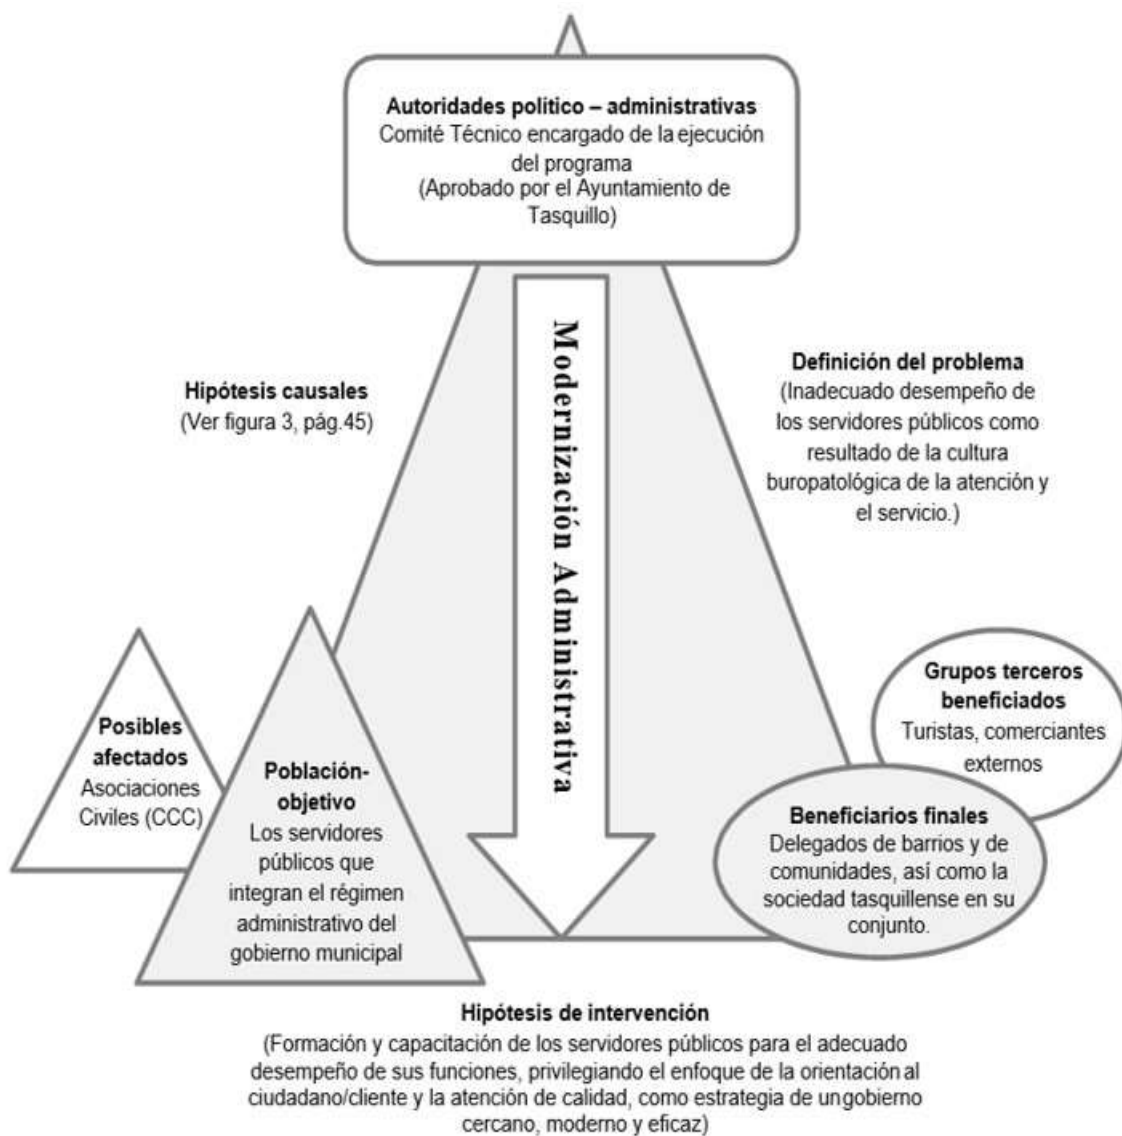 Autoridades político – administrativas
Comité Técnico encargado de la ejecución
del programa
(Aprobado por el Ayuntamiento de
Tasquillo)
Modernización Administrativa
Hipótesis causales
(Ver figura 3, pág.45)
Definición del problema
(Inadecuado desempeño de
los servidores públicos como
resultado de la cultura
buropatológica de la atención y
el servicio.)
Posibles
afectados
Asociaciones
Civiles (CCC)
Población-
objetivo
Los servidores
públicos que
integran el régimen
administrativo del
gobierno municipal
Grupos terceros
beneficiados
Turistas, comerciantes
externos
Beneficiarios finales
Delegados de barrios y de
comunidades, así como la
sociedad tasquillense en su
conjunto.
Hipótesis de intervención
(Formación y capacitación de los servidores públicos para el adecuado
desempeño de sus funciones, privilegiando el enfoque de la orientación al
ciudadano/cliente y la atención de calidad, como estrategia de un gobierno
cercano, moderno y eficaz)